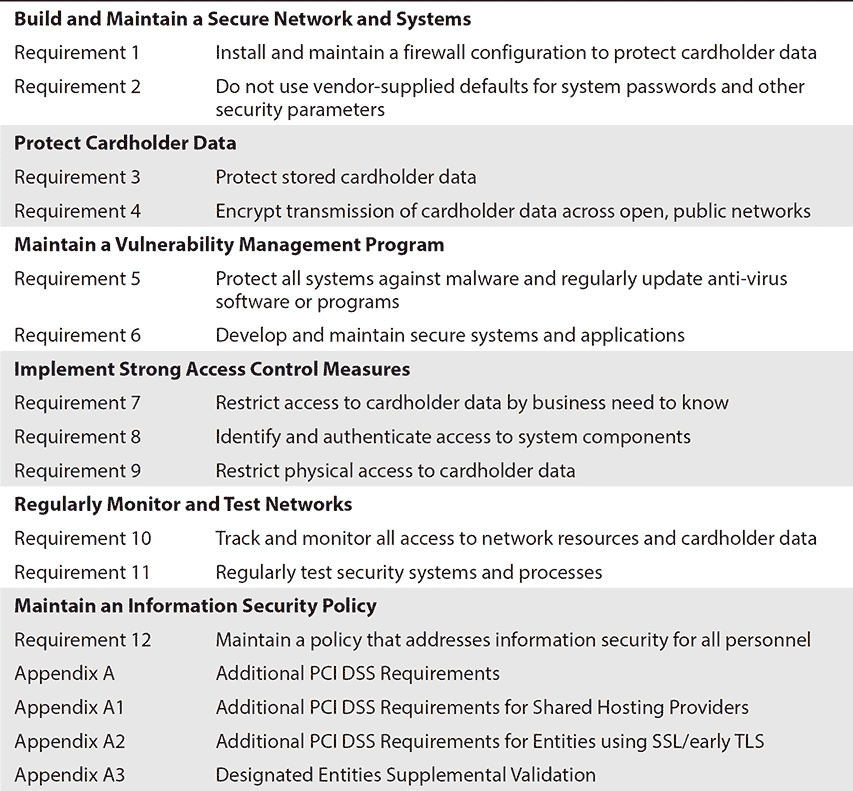 Build and Maintain a Secure Network and Systems
Requirement 1 Install and maintain a firewall configuration to protect cardholder data
Requirement 2 Do not use vendor-supplied defaults for system passwords and other
security parameters
Protect Cardholder Data
Requirement 3 Protect stored cardholder data
Requirement 4 Encrypt transmission of cardholder data across open, public networks
Maintain a Vulnerability Management Program
Requirement 5 Protect all systems against malware and regularly update anti-virus
software or programs
Requirement 6 Develop and maintain secure systems and applications
Implement Strong Access Control Measures
Requirement 7 Restrict access to cardholder data by business need to know
Requirement 8 Identify and authenticate access to system components
Requirement 9 Restrict physical access to cardholder data
Regularly Monitor and Test Networks
Requirement 10 Track and monitor all access to network resources and cardholder data
Requirement 11 Regularly test security systems and processes
Maintain an Information Security Policy
Requirement 12 Maintain a policy that addresses information security for all personnel
Appendix A Additional PCI DSS Requirements
Appendix A1 Additional PCI DSS Requirements for Shared Hosting Providers
Appendix A2 Additional PCI DSS Requirements for Entities using SSL/early TLS
Appendix A3 Designated Entities Supplemental Validation